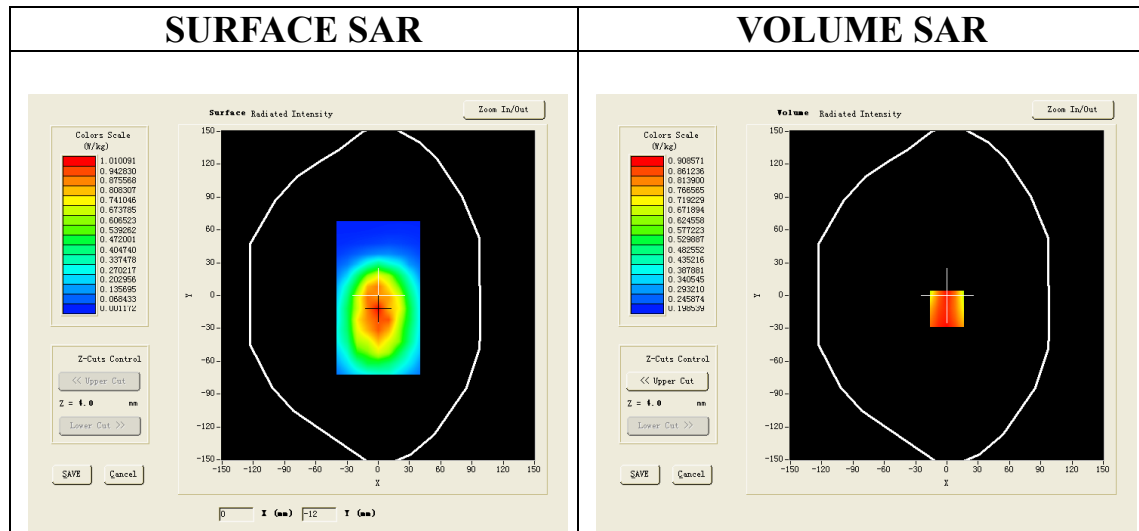 SURFACE SAR
VOLUME SAR
Surface Radiated Intensity
Zoom In/Out
Colors Scale
(W/kg)
1.010091
0.942830
0.875568
0.808307
0.741046
0.673785
0.606523
0.539262
0.472001
0.404740
0.337478
0.270217
0.202956
0.135695
0.068433
0.001172
150
120
90
60
30
0
-30
-60
-90
-120
-150
Y
-150 -120 -90 -60 -30 0 30 60 90 120 150
X
Z-Cuts Control
<< Upper Cut
Z = 4.0 mm
Lower Cut >>
SAVE
Cancel
0 X (mm) -12 Y (mm)
Volume Radiated Intensity
Zoom In/Out
Colors Scale
(W/kg)
0.908571
0.861236
0.813900
0.766565
0.719229
0.671894
0.624558
0.577223
0.529887
0.482552
0.435216
0.387881
0.340545
0.293210
0.245874
0.198539
150
120
90
60
30
0
-30
-60
-90
-120
-150
Y
-150 -120 -90 -60 -30 0 30 60 90 120 150
X
Z-Cuts Control
<< Upper Cut
Z = 4.0 mm
Lower Cut >>
SAVE
Cancel